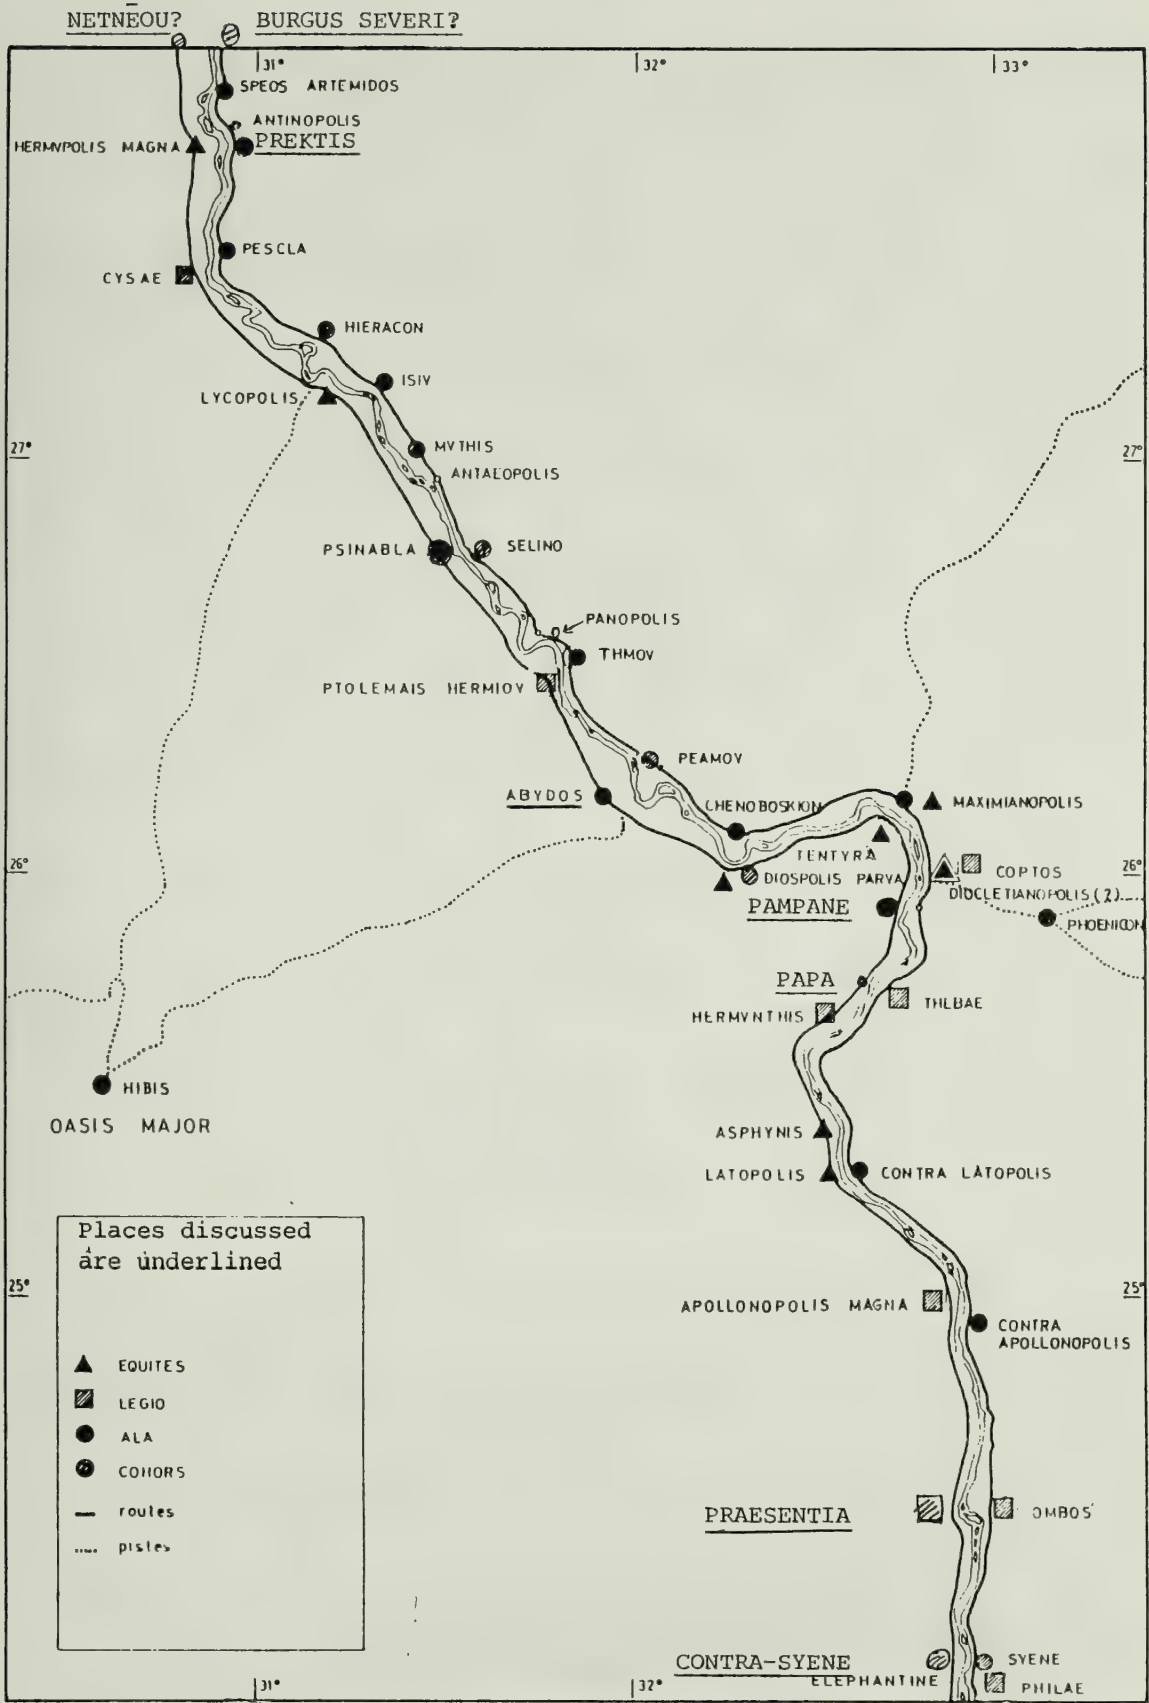 NETNĒOU?
BURGUS SEVERI?
31°
32°
33°
SPEOS ARTEMIDOS
ANTINOPOLIS
HERMVPOLIS MAGNA
PREKTIS
PESCLA
CYSAE
HIERACON
ISIV
LYCOPOLIS
MVTHIS
27°
27°
ANTAEOPOLIS
PSINABLA
SELINO
PANOPOLIS
THMOV
PTOLEMAIS HERMIOV
PEAMOV
ABYDOS
CHENOBOSKION
MAXIMIANOPOLIS
TENTYRA
26°
DIOSPOLIS PARVA
COPTOS
26°
DIOCLETIANOPOLIS (?)
PAMPANE
PHOENICON
PAPA
HERMVNTHIS
THEBAE
HIBIS
OASIS MAJOR
ASPHYNIS
LATOPOLIS
CONTRA LATOPOLIS
Places discussed
are underlined
25°
25°
APOLLONOPOLIS MAGNA
CONTRA
APOLLONOPOLIS
EQUITES
LEGIO
ALA
COHORS
routes
pistes
PRAESENTIA
OMBOS
CONTRA-SYENE
SYENE
ELEPHANTINE
PHILAE
31°
32°